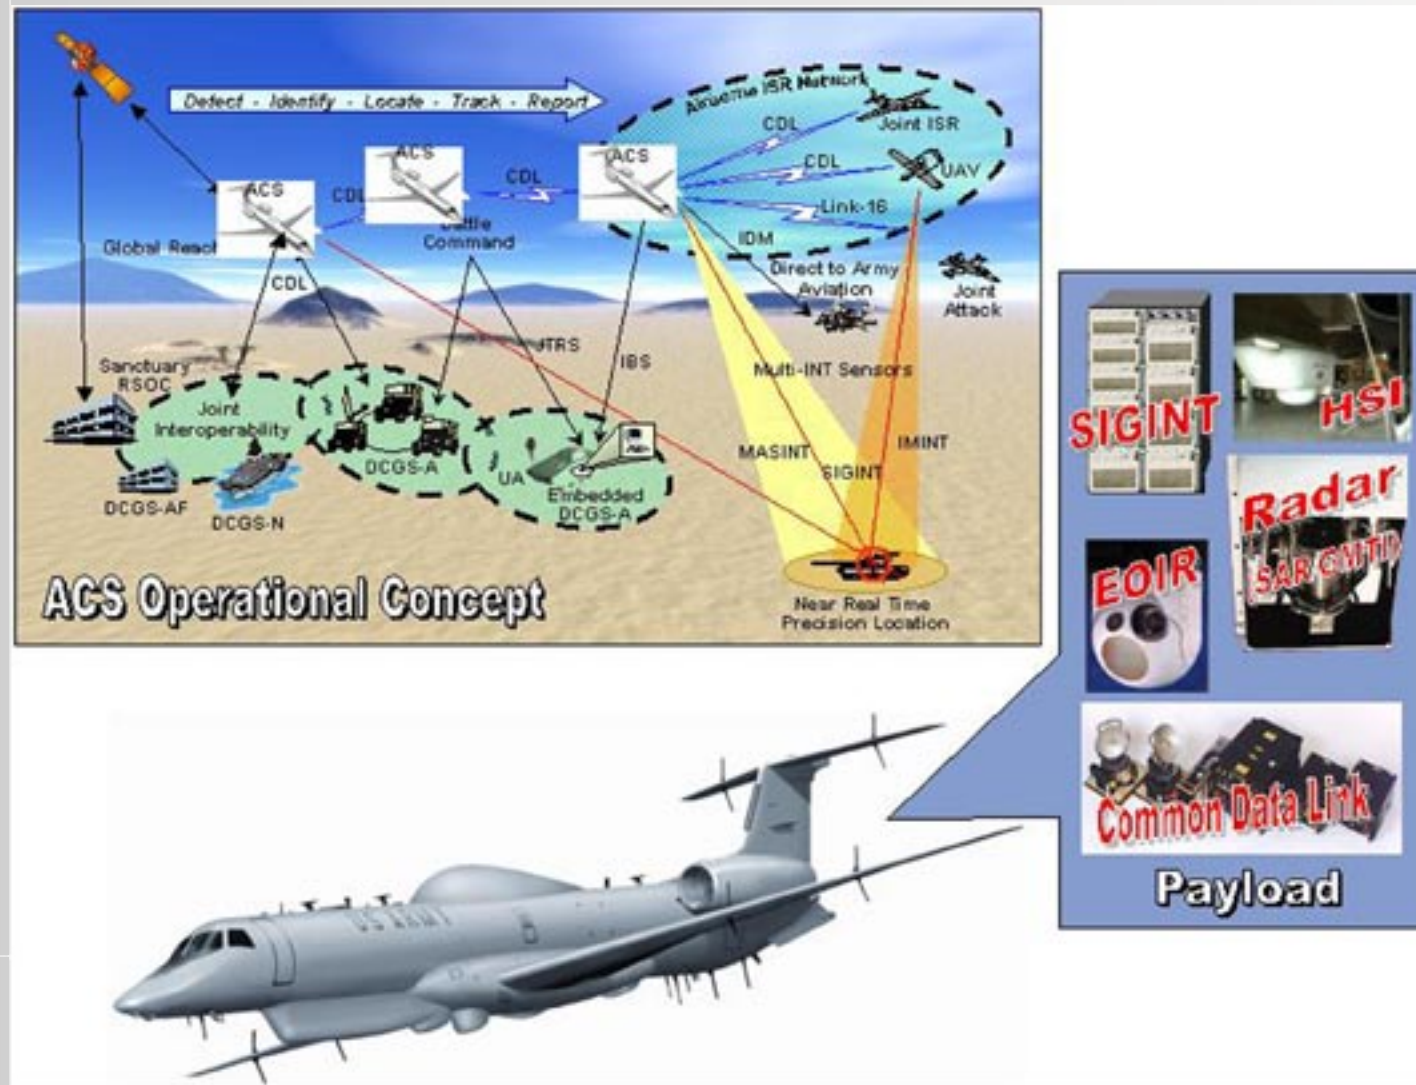 Detect - Identify - Locate - Track - Report
Airborne ISR Network
CDL
Joint ISR
ACS
ACS
ACS
CDL
CDL
CDL
UAV
Link-16
Global Reach
Battle
Command
IDM
CDL
Direct to Army
Aviation
Joint
Attack
JTRS
IBS
Sanctuary
RSOC
Multi-INT Sensors
Joint
Interoperability
MASINT
IMINT
SIGINT
DCGS-A
UA
Embedded
DCGS-A
DCGS-AF
DCGS-N
ACS Operational Concept
Near Real Time
Precision Location
SIGINT
HSI
Radar
(SAR/GMTI)
EOIR
Common Data Link
Payload
US ARMY